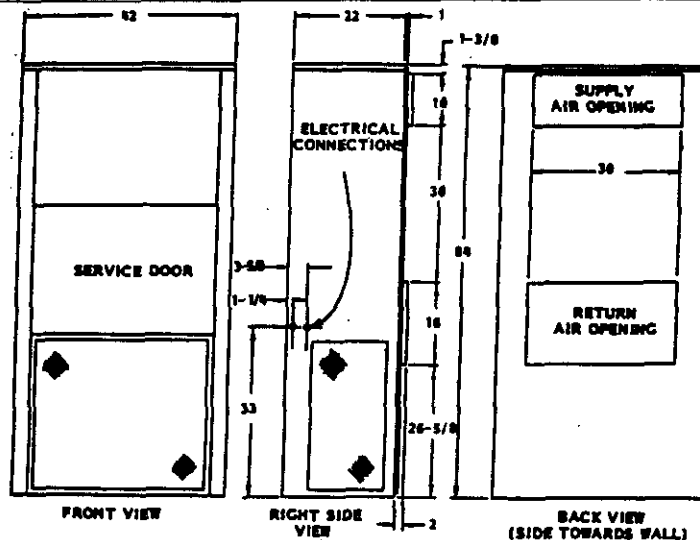 42
22
1
1-3/8
SUPPLY
AIR OPENING
10
ELECTRICAL
CONNECTIONS
30
30
84
SERVICE DOOR
3-5/8
1-1/4
RETURN
AIR OPENING
16
33
26-5/8
FRONT VIEW
RIGHT SIDE
VIEW
2
BACK VIEW
(SIDE TOWARDS WALL)